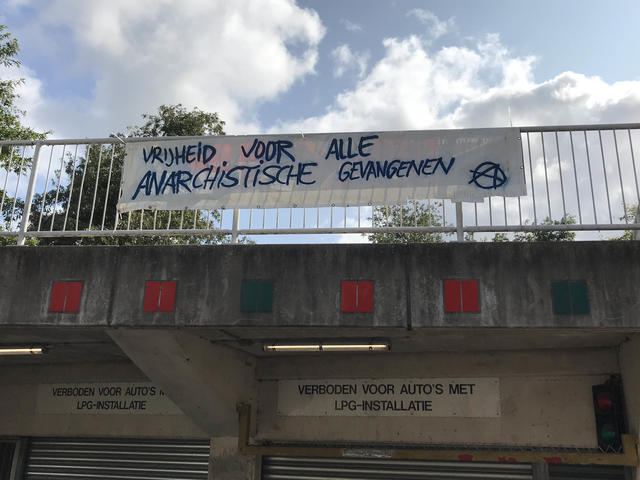 VRIJHEID VOOR ALLE
ANARCHISTISCHE GEVANGENEN
VERBODEN VOOR AUTO'S M
LPG-INSTALLATIE
VERBODEN VOOR AUTO'S MET
LPG-INSTALLATIE